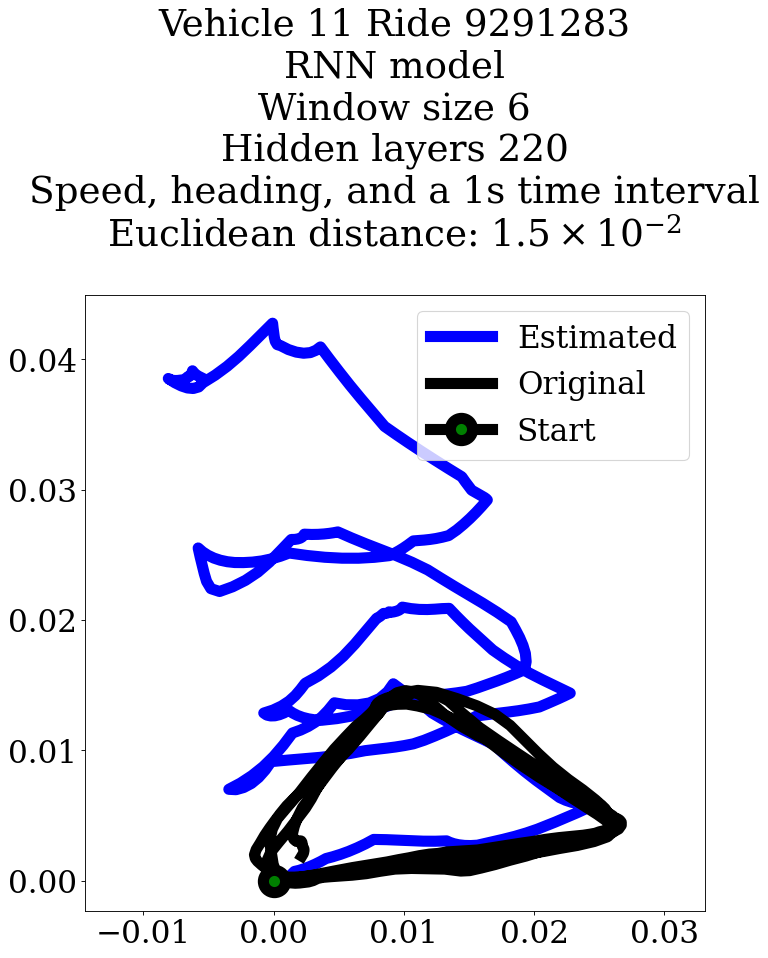 Vehicle 11 Ride 9291283
RNN model
Window size 6
Hidden layers 220
Speed, heading, and a 1s time interval
Euclidean distance: 1.5 × 10⁻²
Estimated
Original
Start
0.04
0.03
0.02
0.01
0.00
−0.01 0.00 0.01 0.02 0.03